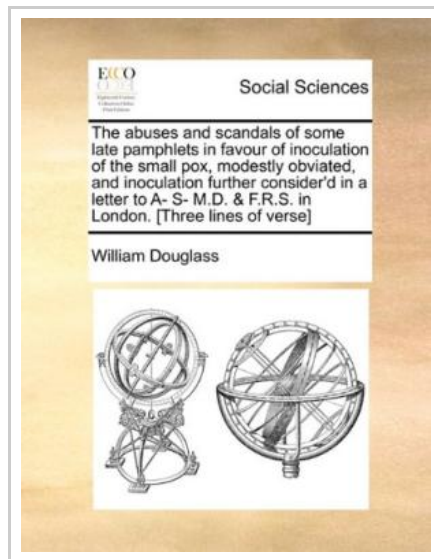 ECCO
Social Sciences
The abuses and scandals of some
late pamphlets in favour of inoculation
of the small pox, modestly obviated,
and inoculation further consider'd in a
letter to A- S- M.D. & F.R.S. in
London. [Three lines of verse]
William Douglass